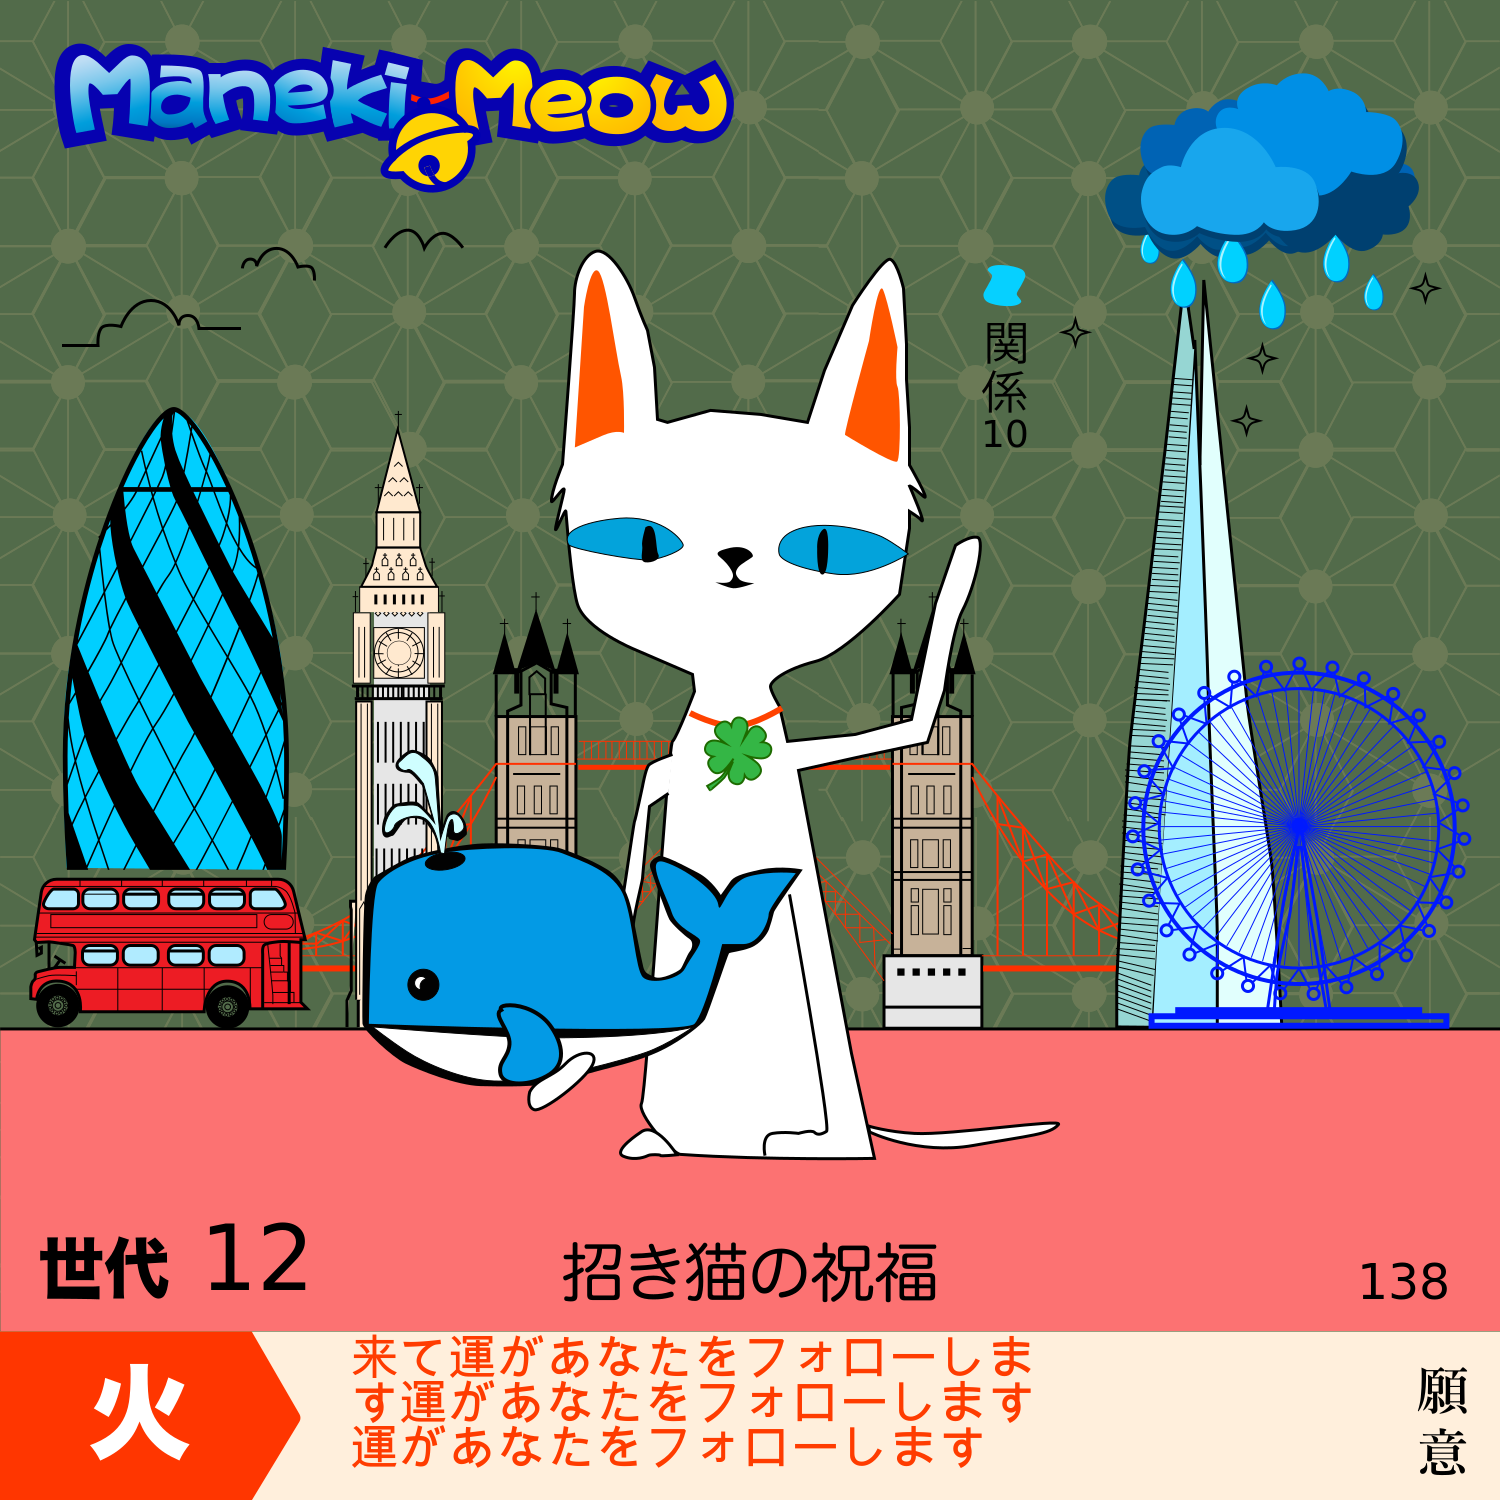 Maneki Meow
関係
10
世代 12
招き猫の祝福
138
火
来て運があなたをフォローしま
す運があなたをフォローします
運があなたをフォローします
願意